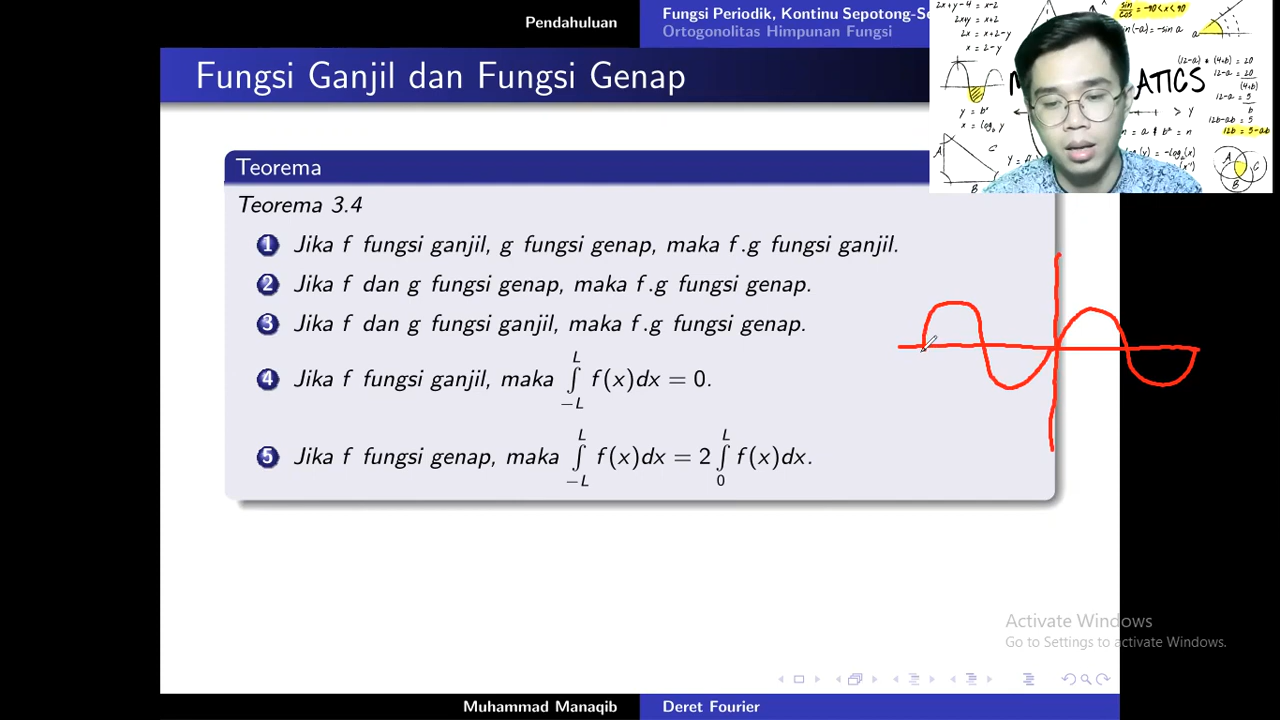 Pendahuluan
Fungsi Periodik, Kontinu Sepotong-Se
Ortogonolitas Himpunan Fungsi
Fungsi Ganjil dan Fungsi Genap
Teorema
Teorema 3.4
1 Jika f fungsi ganjil, g fungsi genap, maka f.g fungsi ganjil.
2 Jika f dan g fungsi genap, maka f.g fungsi genap.
3 Jika f dan g fungsi ganjil, maka f.g fungsi genap.
4 Jika f fungsi ganjil, maka ∫_{-L}^{L} f(x)dx = 0.
5 Jika f fungsi genap, maka ∫_{-L}^{L} f(x)dx = 2 ∫_{0}^{L} f(x)dx.
Activate Windows
Go to Settings to activate Windows.
Muhammad Manaqib
Deret Fourier